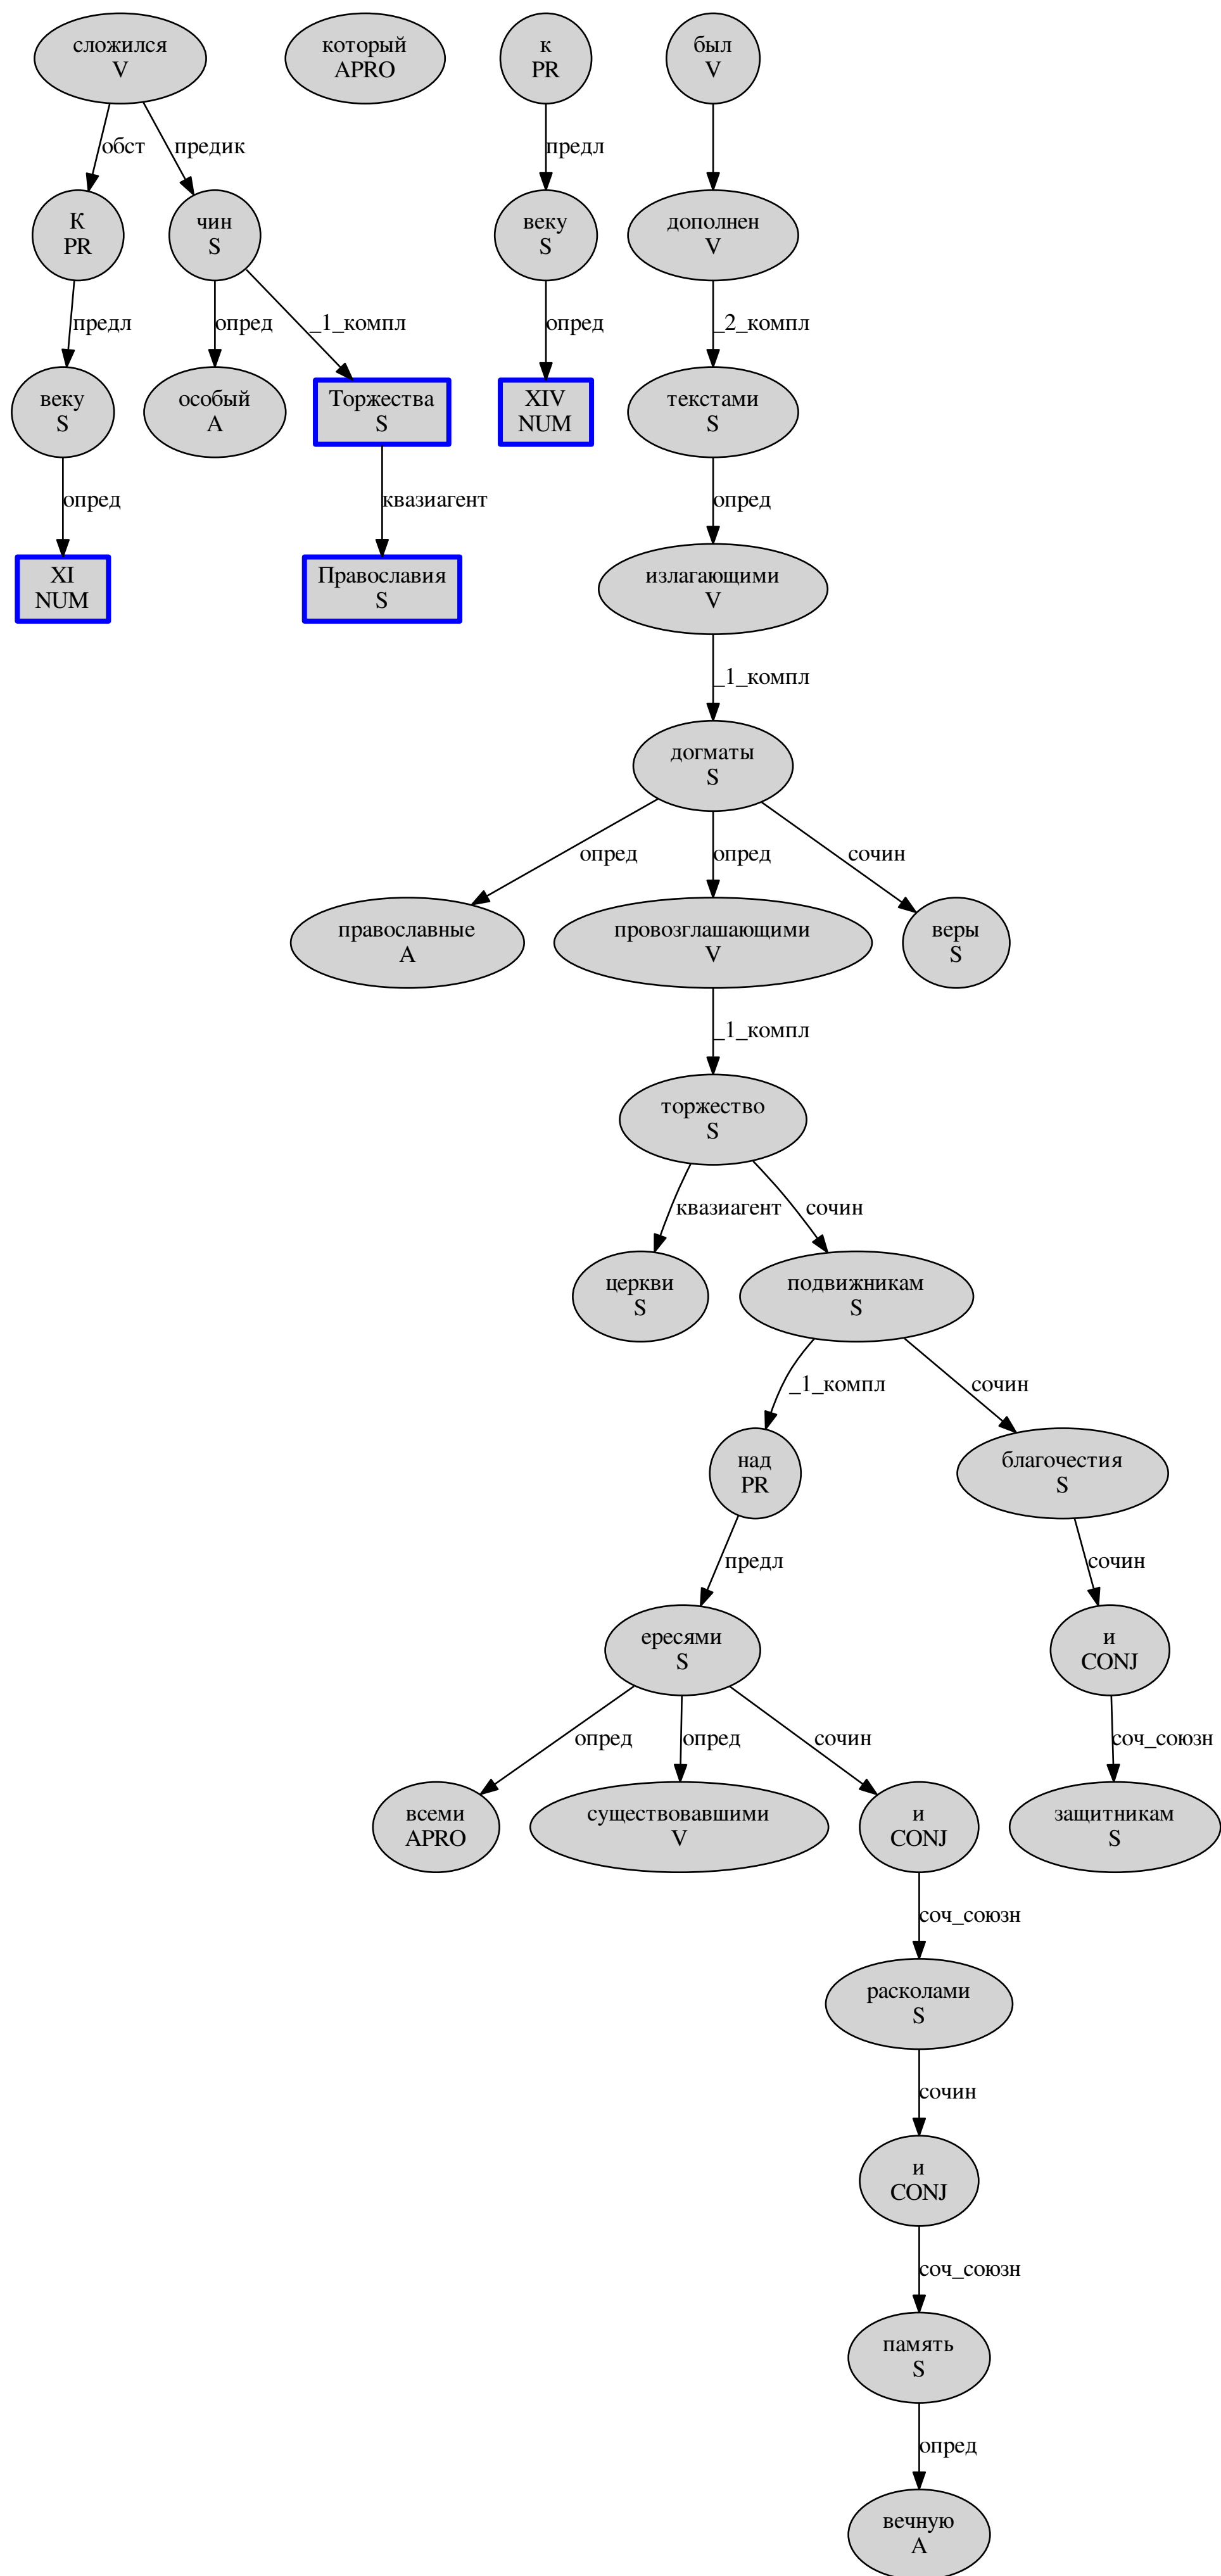 сложился
V
который
APRO
к
PR
был
V
обст
предик
предл
К
PR
чин
S
веку
S
дополнен
V
предл
опред
_1_компл
опред
_2_компл
веку
S
особый
A
Торжества
S
XIV
NUM
текстами
S
опред
квазиагент
опред
XI
NUM
Православия
S
излагающими
V
_1_компл
догматы
S
опред
опред
сочин
православные
A
провозглашающими
V
веры
S
_1_компл
торжество
S
квазиагент
сочин
церкви
S
подвижникам
S
_1_компл
сочин
над
PR
благочестия
S
предл
сочин
ересями
S
и
CONJ
опред
опред
сочин
соч_союзн
всеми
APRO
существовавшими
V
и
CONJ
защитникам
S
соч_союзн
расколами
S
сочин
и
CONJ
соч_союзн
память
S
опред
вечную
A